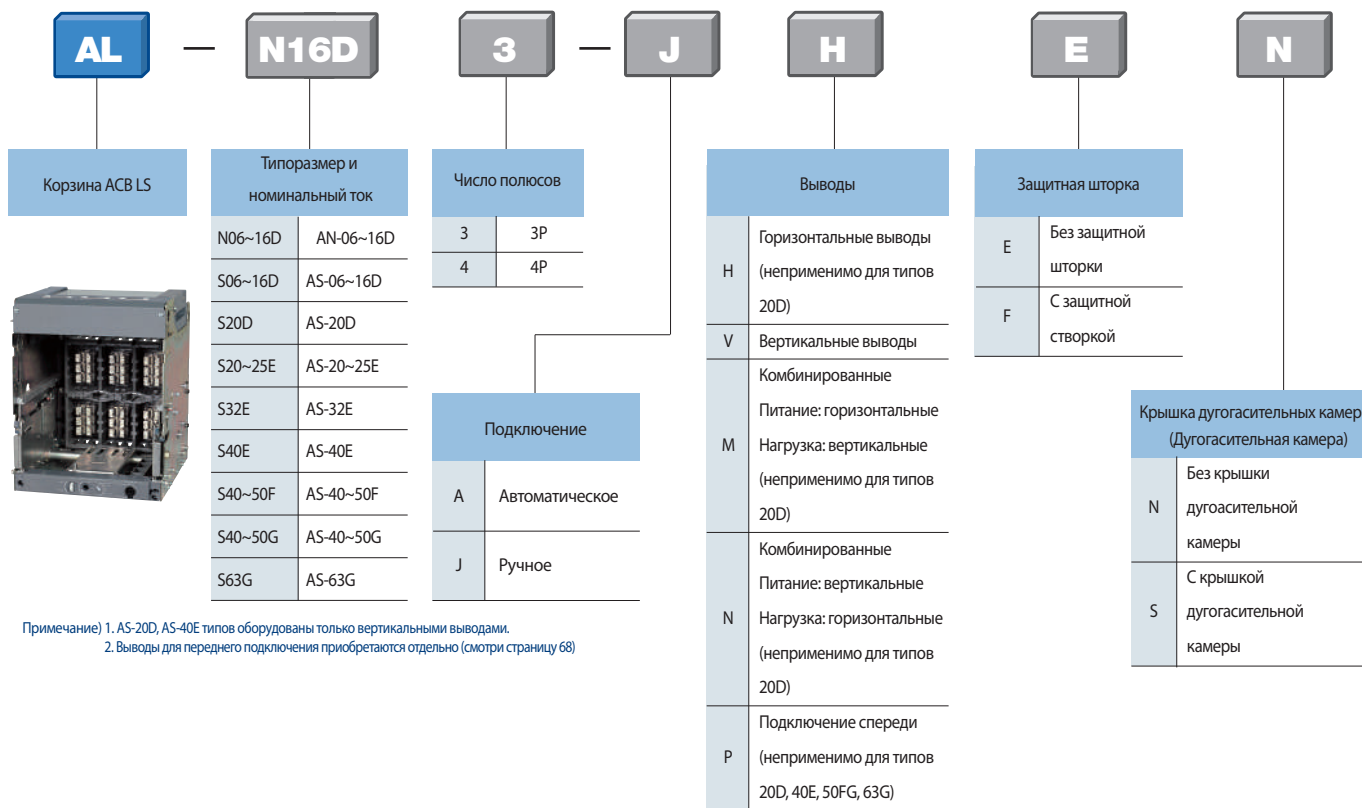 AL — N16D 3 — J H E N
Корзина ACB LS
Типоразмер и
номинальный ток
N06~16D AN-06~16D
S06~16D AS-06~16D
S20D AS-20D
S20~25E AS-20~25E
S32E AS-32E
S40E AS-40E
S40~50F AS-40~50F
S40~50G AS-40~50G
S63G AS-63G
Число полюсов
3 3P
4 4P
Подключение
A Автоматическое
J Ручное
Выводы
H Горизонтальные выводы
(неприменимо для типов
20D)
V Вертикальные выводы
M Комбинированные
Питание: горизонтальные
Нагрузка: вертикальные
(неприменимо для типов
20D)
N Комбинированные
Питание: вертикальные
Нагрузка: горизонтальные
(неприменимо для типов
20D)
P Подключение спереди
(неприменимо для типов
20D, 40E, 50FG, 63G)
Защитная шторка
E Без защитной
шторки
F С защитной
створкой
Крышка дугогасительных камер
(Дугогасительная камера)
N Без крышки
дугоасительной
камеры
S С крышкой
дугогасительной
камеры
Примечание) 1. AS-20D, AS-40E типов оборудованы только вертикальными выводами.
2. Выводы для переднего подключения приобретаются отдельно (смотри страницу 68)